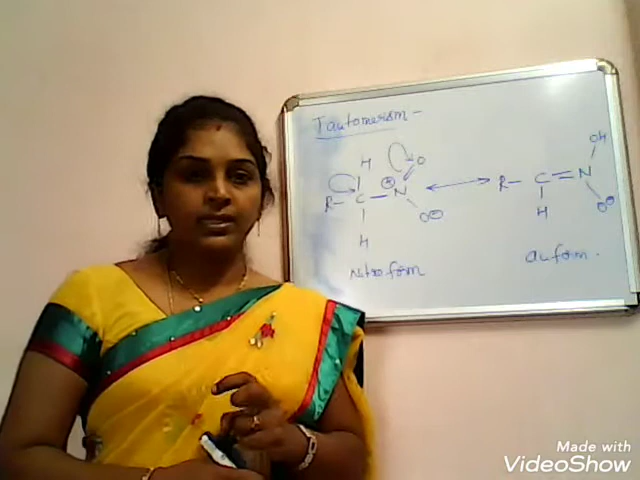 Tautomerism -
H O H
R - C - N ⊕ ⟷ R - C = N OH
H O⊖ H O⊖
Nitro form aci form.
Made with
VideoShow